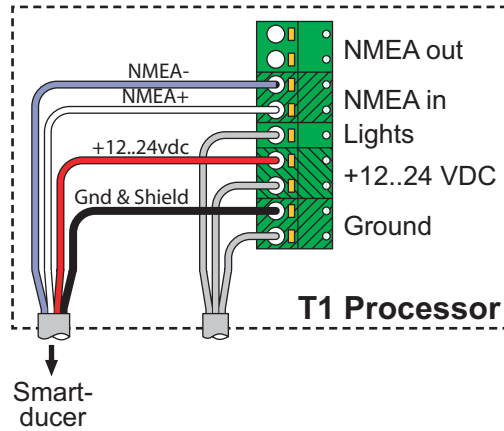 NMEA out
NMEA-
NMEA+
NMEA in
Lights
+12..24vdc
+12..24 VDC
Gnd & Shield
Ground
T1 Processor
Smart-
ducer